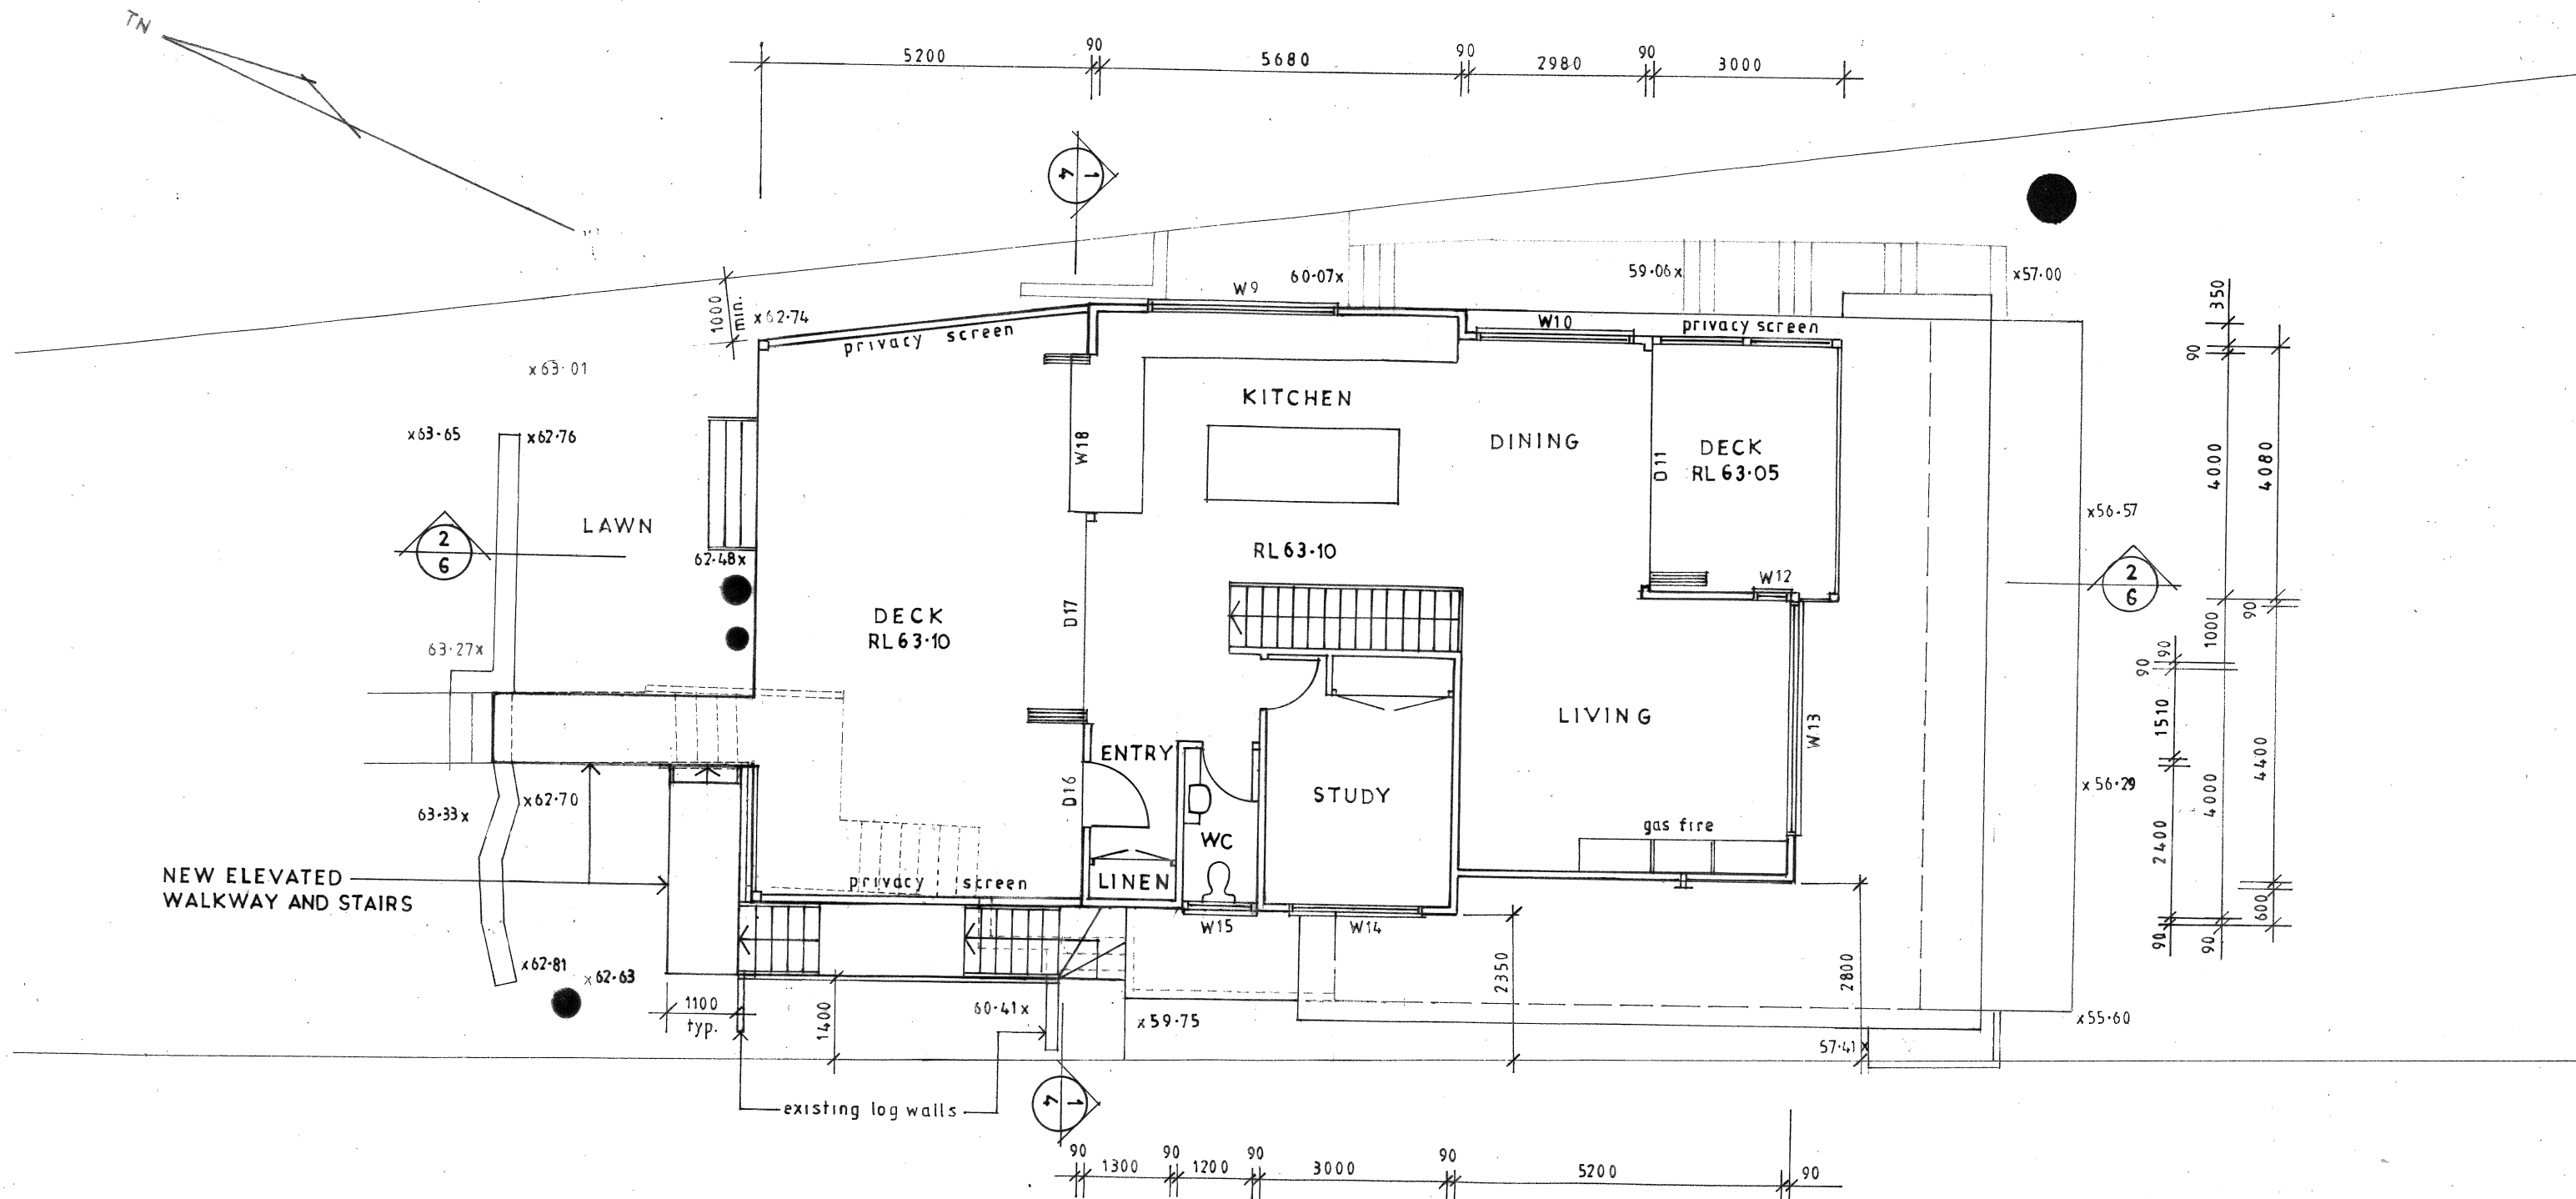 TN
5200
90
5680
90
2980
90
3000
1
4
1000
min.
x62·74
privacy screen
W9
60·07x
59·06x
x57·00
W10
privacy screen
350
90
x63·01
x63·65
x62·76
KITCHEN
W18
DINING
D11
DECK
RL63·05
4000
4080
2
6
LAWN
62·48x
RL63·10
x56·57
W12
2
6
DECK
RL63·10
D17
63·27x
1000
90
90
90
LIVING
W13
1510
4400
ENTRY
D16
STUDY
WC
gas fire
x56·29
4000
2400
x62·70
63·33x
NEW ELEVATED
WALKWAY AND STAIRS
privacy screen
LINEN
W15
W14
600
90
90
x62·81
x62·63
1100
typ.
1400
60·41x
x59·75
2350
2800
57·41x
x55·60
existing log walls
1
4
90
1300
90
1200
90
3000
90
5200
90